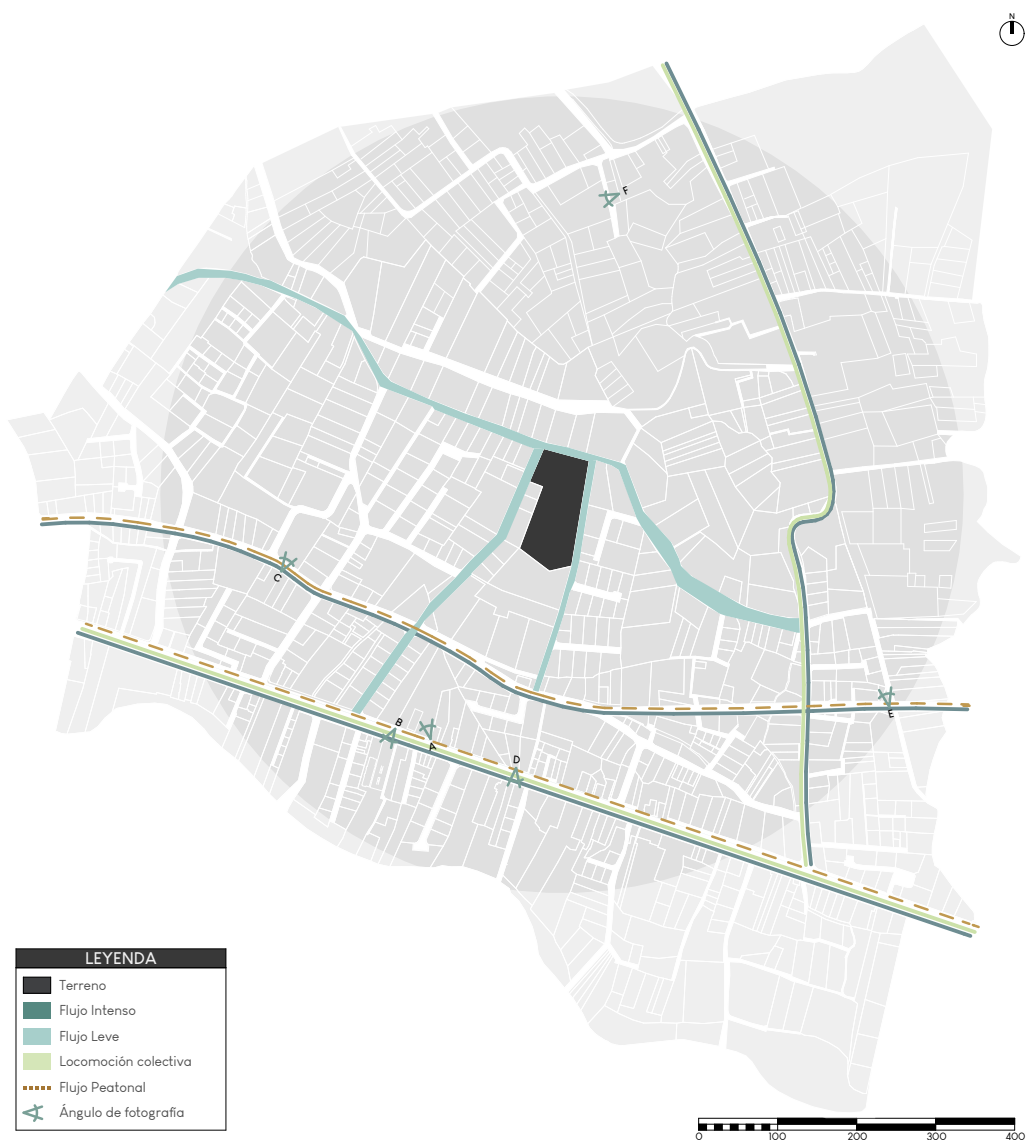 N
F
C
B
A
D
E
LEYENDA
Terreno
Flujo Intenso
Flujo Leve
Locomoción colectiva
Flujo Peatonal
Ángulo de fotografía
0 100 200 300 400